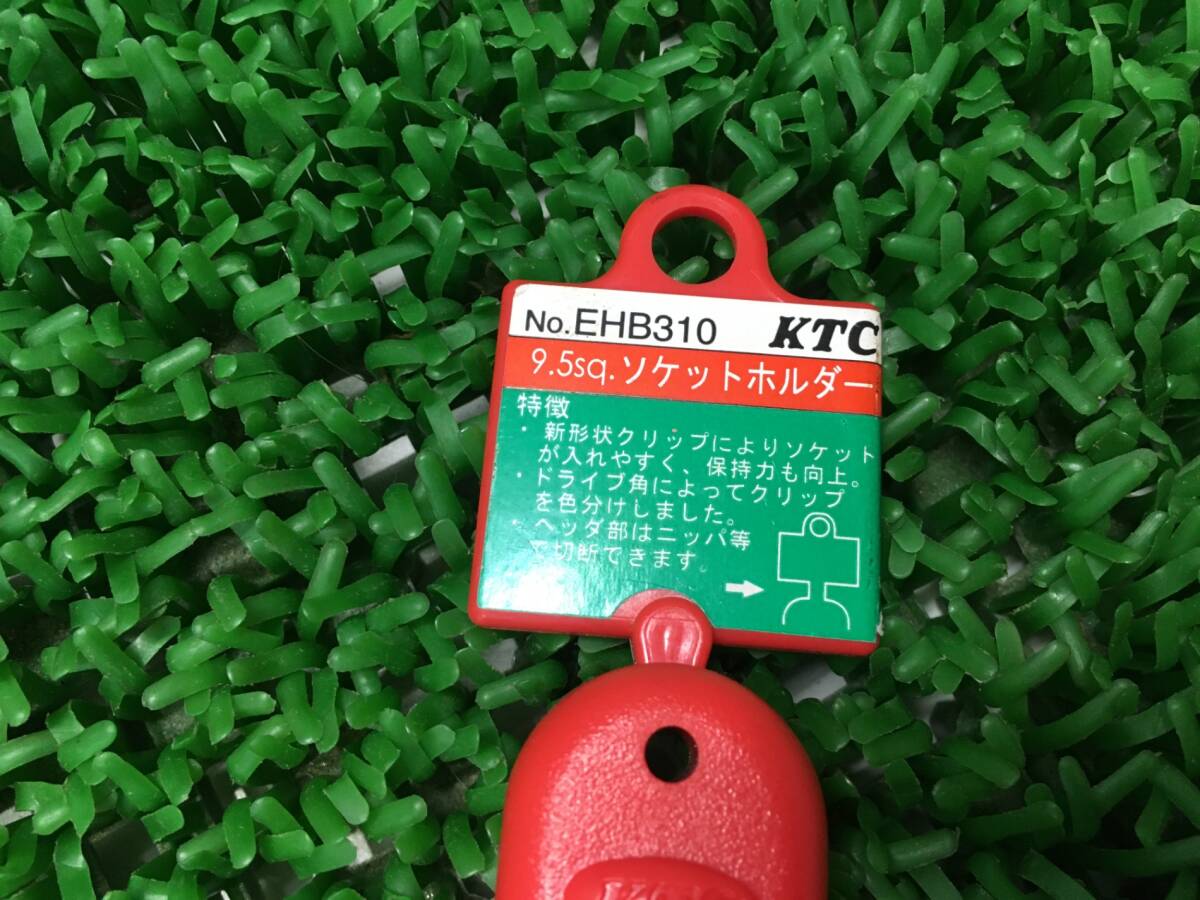 No.EHB310 KTC
9.5sq.ソケットホルダー
特徴
・新形状クリップによりソケット
が入れやすく、保持力も向上。
・ドライブ角によってクリップ
を色分けしました。
・ヘッダ部はニッパ等
で切断できます